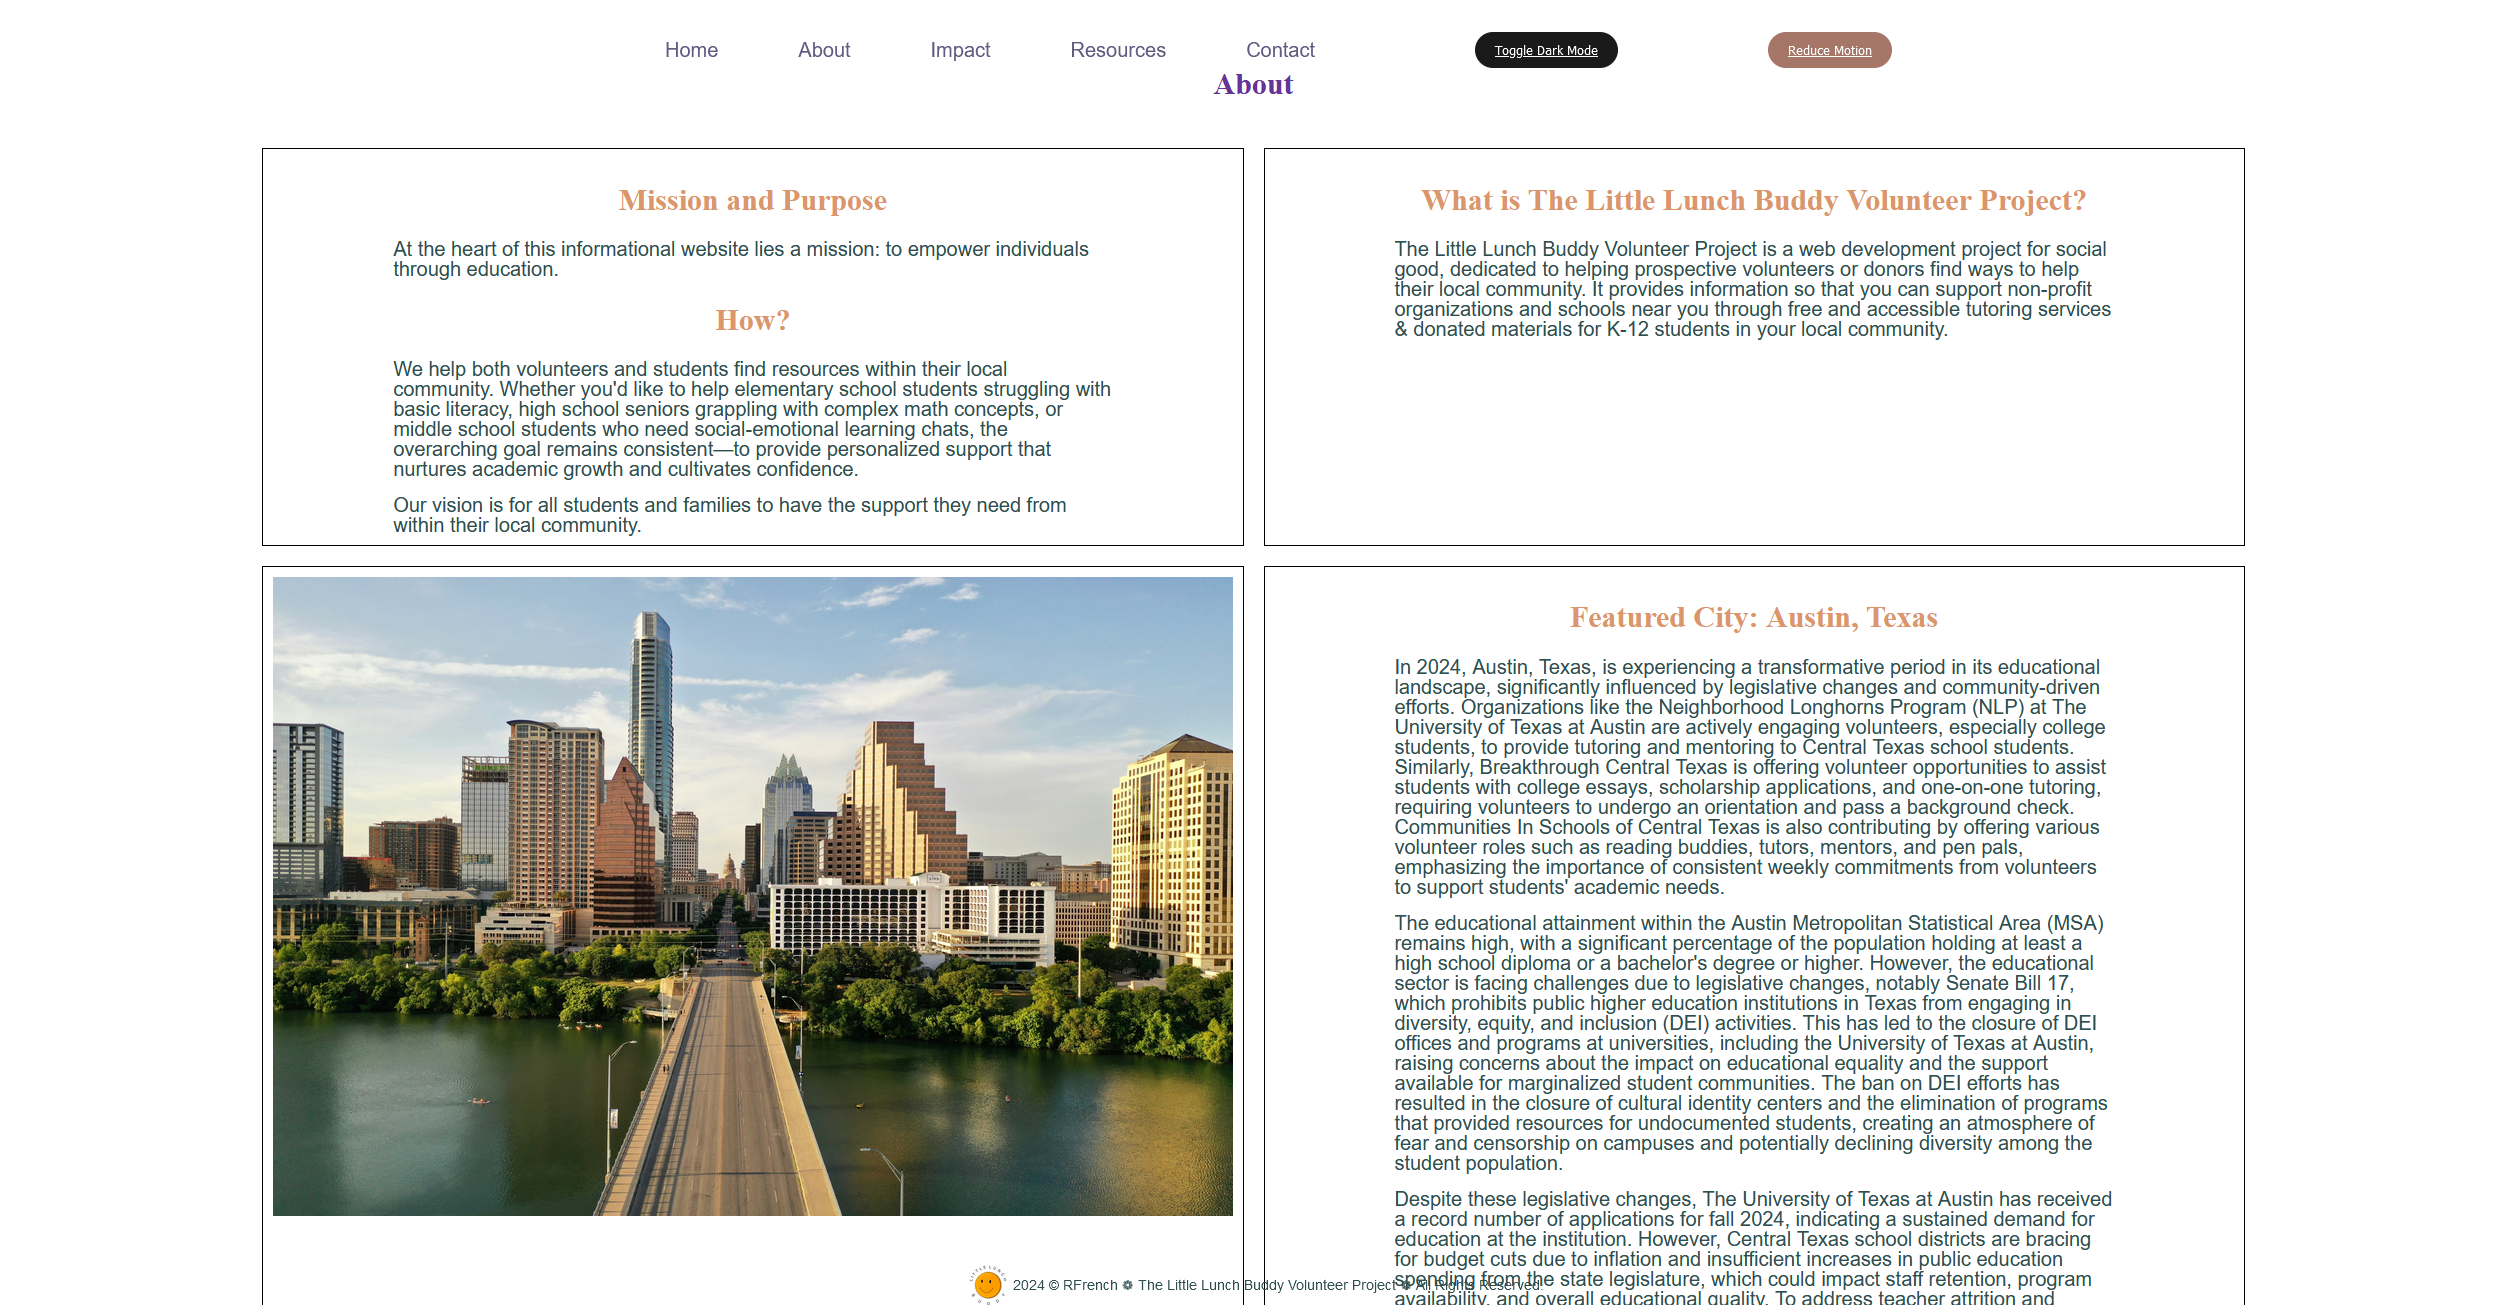 Home About Impact Resources Contact Toggle Dark Mode Reduce Motion
About
Mission and Purpose
At the heart of this informational website lies a mission: to empower individuals
through education.
How?
We help both volunteers and students find resources within their local
community. Whether you'd like to help elementary school students struggling with
basic literacy, high school seniors grappling with complex math concepts, or
middle school students who need social-emotional learning chats, the
overarching goal remains consistent—to provide personalized support that
nurtures academic growth and cultivates confidence.
Our vision is for all students and families to have the support they need from
within their local community.
What is The Little Lunch Buddy Volunteer Project?
The Little Lunch Buddy Volunteer Project is a web development project for social
good, dedicated to helping prospective volunteers or donors find ways to help
their local community. It provides information so that you can support non-profit
organizations and schools near you through free and accessible tutoring services
& donated materials for K-12 students in your local community.
Featured City: Austin, Texas
In 2024, Austin, Texas, is experiencing a transformative period in its educational
landscape, significantly influenced by legislative changes and community-driven
efforts. Organizations like the Neighborhood Longhorns Program (NLP) at The
University of Texas at Austin are actively engaging volunteers, especially college
students, to provide tutoring and mentoring to Central Texas school students.
Similarly, Breakthrough Central Texas is offering volunteer opportunities to assist
students with college essays, scholarship applications, and one-on-one tutoring,
requiring volunteers to undergo an orientation and pass a background check.
Communities In Schools of Central Texas is also contributing by offering various
volunteer roles such as reading buddies, tutors, mentors, and pen pals,
emphasizing the importance of consistent weekly commitments from volunteers
to support students' academic needs.
The educational attainment within the Austin Metropolitan Statistical Area (MSA)
remains high, with a significant percentage of the population holding at least a
high school diploma or a bachelor's degree or higher. However, the educational
sector is facing challenges due to legislative changes, notably Senate Bill 17,
which prohibits public higher education institutions in Texas from engaging in
diversity, equity, and inclusion (DEI) activities. This has led to the closure of DEI
offices and programs at universities, including the University of Texas at Austin,
raising concerns about the impact on educational equality and the support
available for marginalized student communities. The ban on DEI efforts has
resulted in the closure of cultural identity centers and the elimination of programs
that provided resources for undocumented students, creating an atmosphere of
fear and censorship on campuses and potentially declining diversity among the
student population.
Despite these legislative changes, The University of Texas at Austin has received
a record number of applications for fall 2024, indicating a sustained demand for
education at the institution. However, Central Texas school districts are bracing
for budget cuts due to inflation and insufficient increases in public education
spending from the state legislature, which could impact staff retention, program
availability, and overall educational quality. To address teacher attrition and
LITTLE LUNCH
BUDDY
2024 © RFrench ❁ The Little Lunch Buddy Volunteer Project ❁ All Rights Reserved.